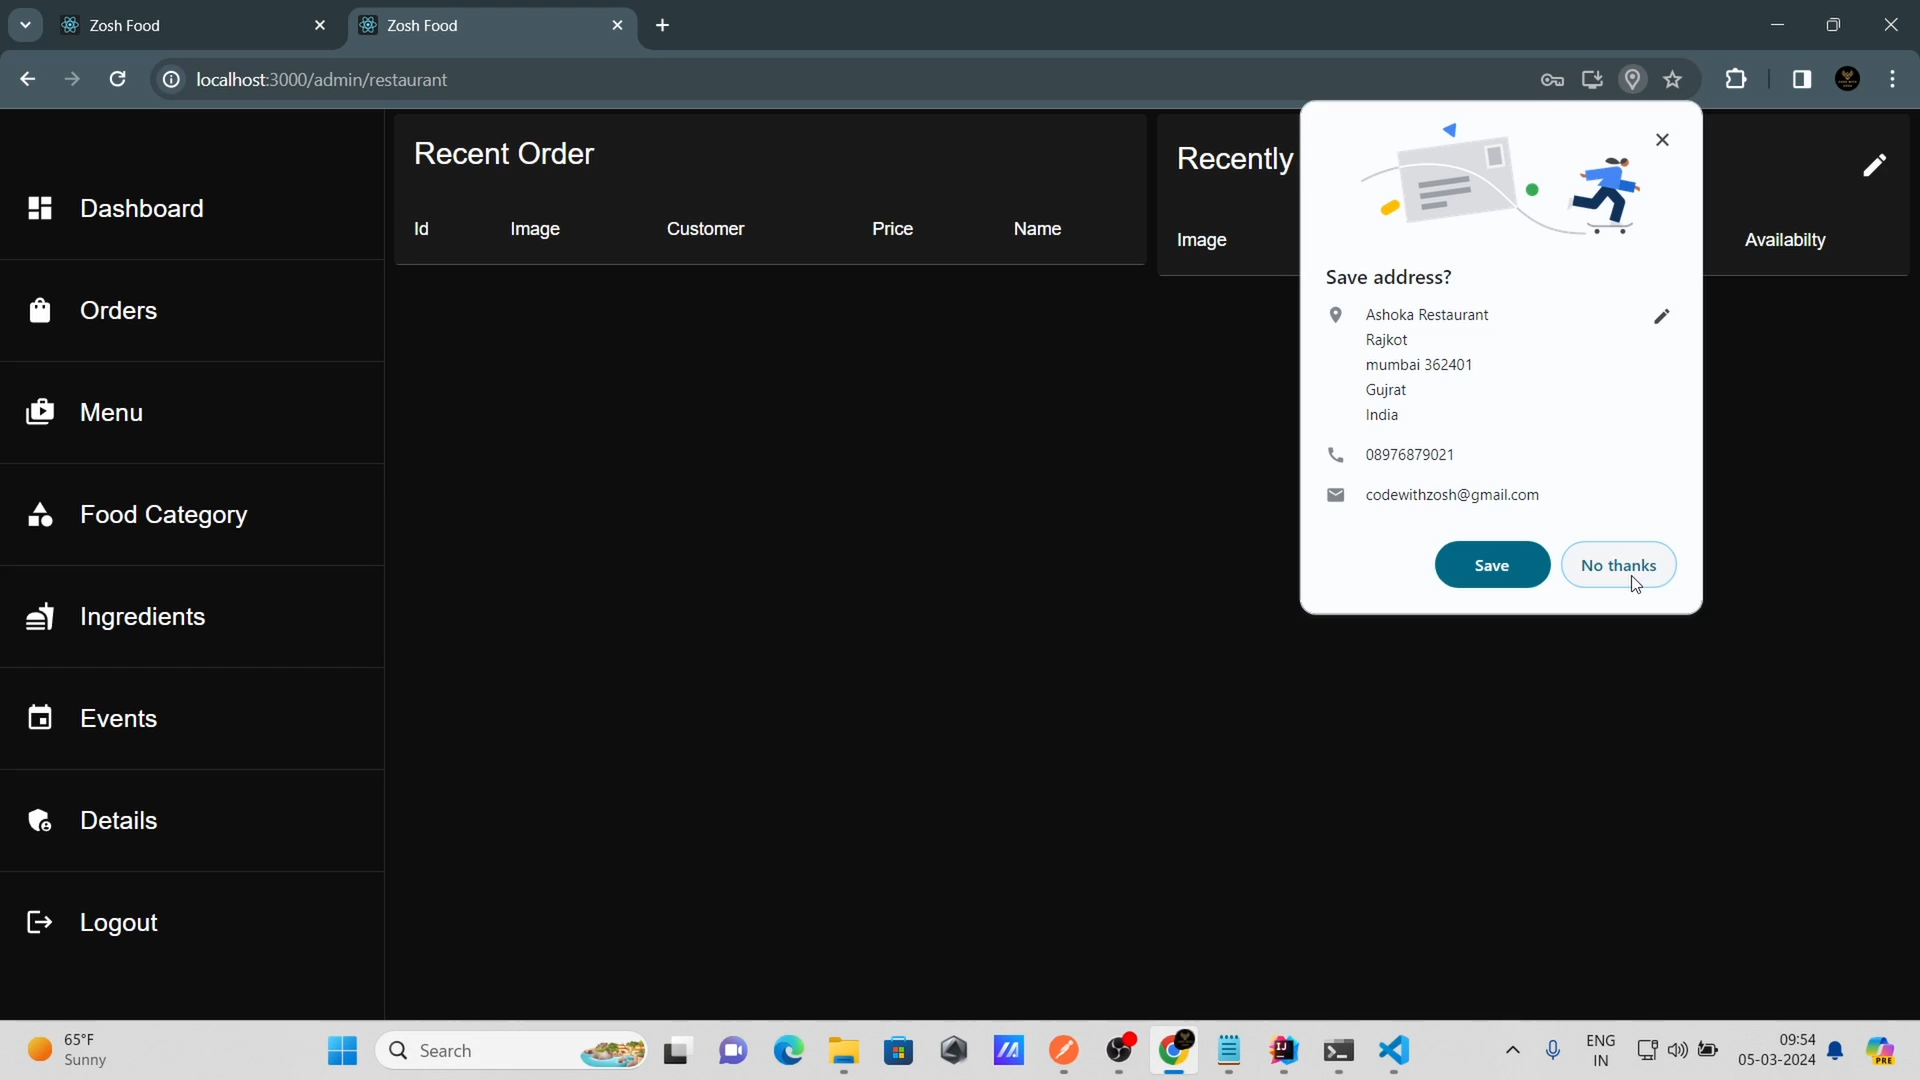 Zosh Food
Zosh Food
localhost:3000/admin/restaurant
Dashboard
Orders
Menu
Food Category
Ingredients
Events
Details
Logout
Recent Order
Id Image Customer Price Name
Recently
Image
Availabilty
Save address?
Ashoka Restaurant
Rajkot
mumbai 362401
Gujrat
India
08976879021
codewithzosh@gmail.com
Save
No thanks
65°F
Sunny
Search
PRE
ENG
IN
09:54
05-03-2024